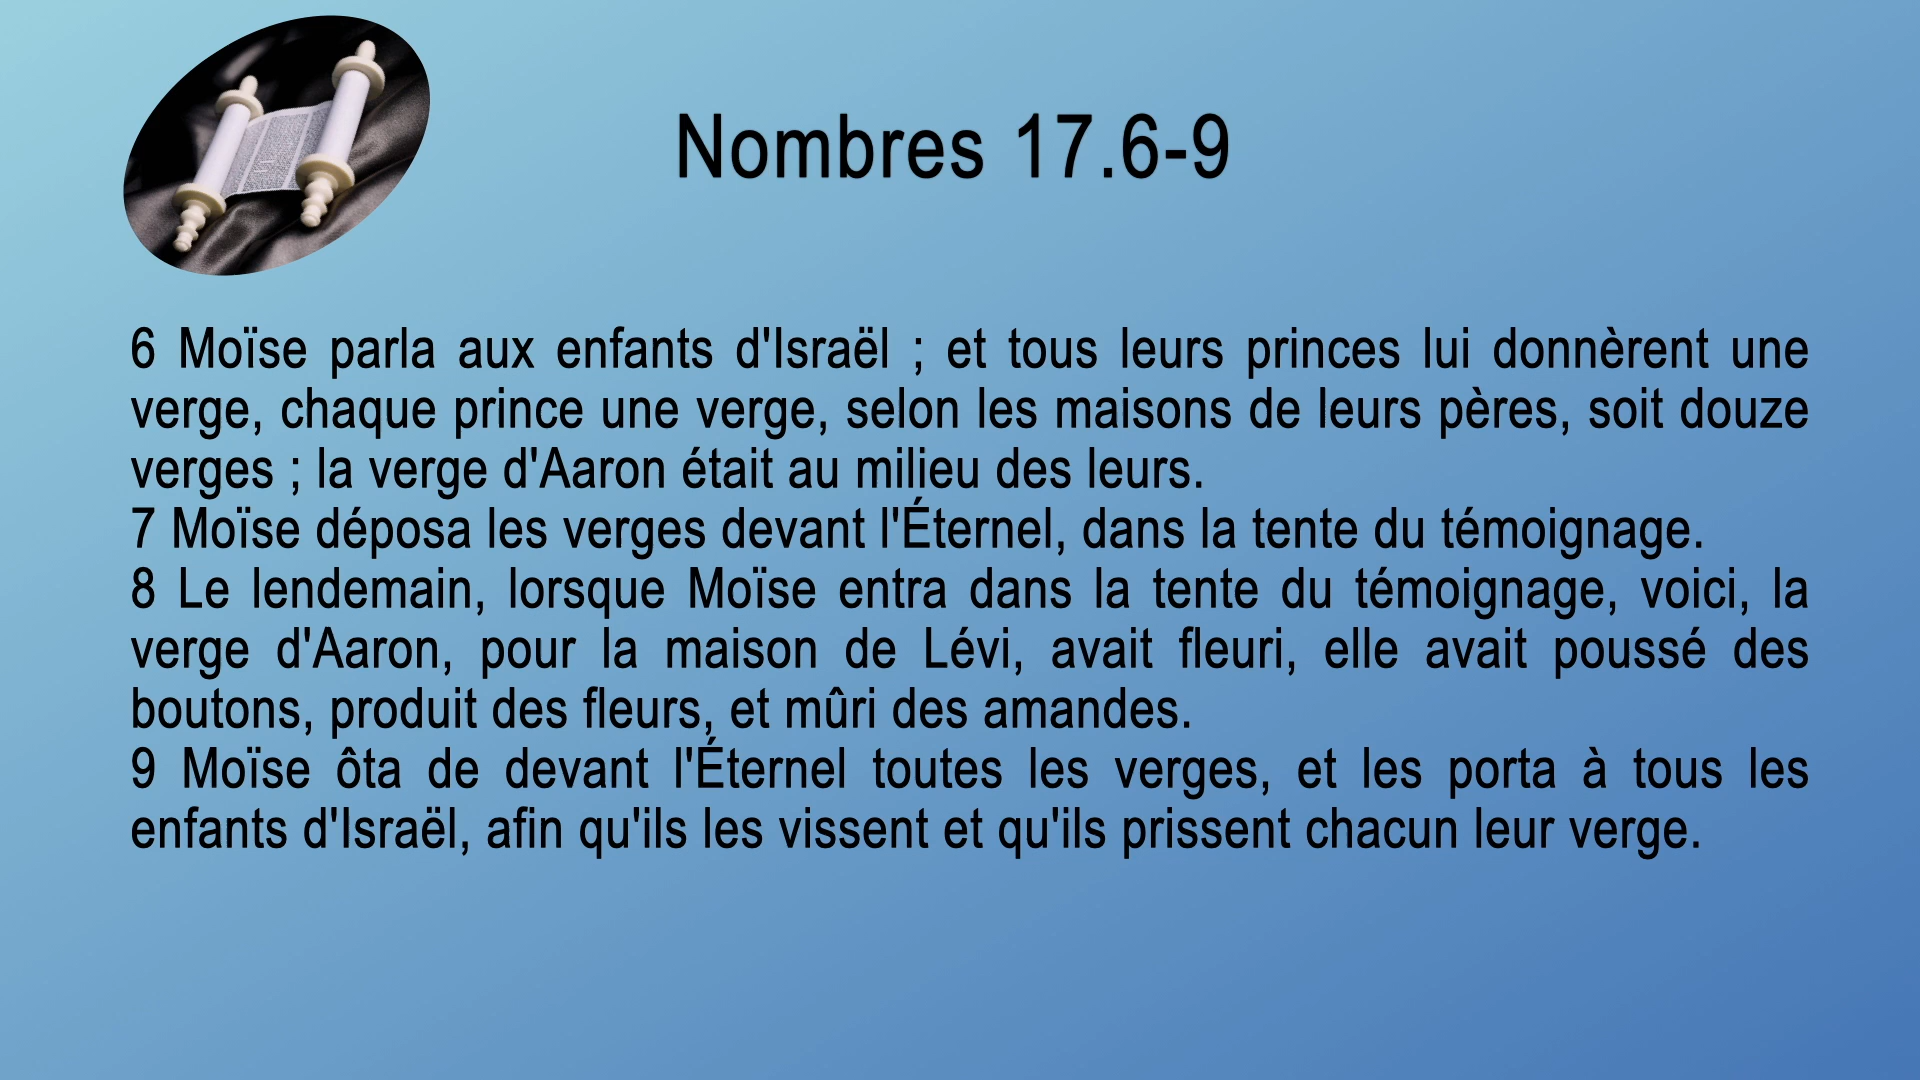 Nombres 17.6-9
6 Moïse parla aux enfants d'Israël ; et tous leurs princes lui donnèrent une
verge, chaque prince une verge, selon les maisons de leurs pères, soit douze
verges ; la verge d'Aaron était au milieu des leurs.
7 Moïse déposa les verges devant l'Éternel, dans la tente du témoignage.
8 Le lendemain, lorsque Moïse entra dans la tente du témoignage, voici, la
verge d'Aaron, pour la maison de Lévi, avait fleuri, elle avait poussé des
boutons, produit des fleurs, et mûri des amandes.
9 Moïse ôta de devant l'Éternel toutes les verges, et les porta à tous les
enfants d'Israël, afin qu'ils les vissent et qu'ils prissent chacun leur verge.